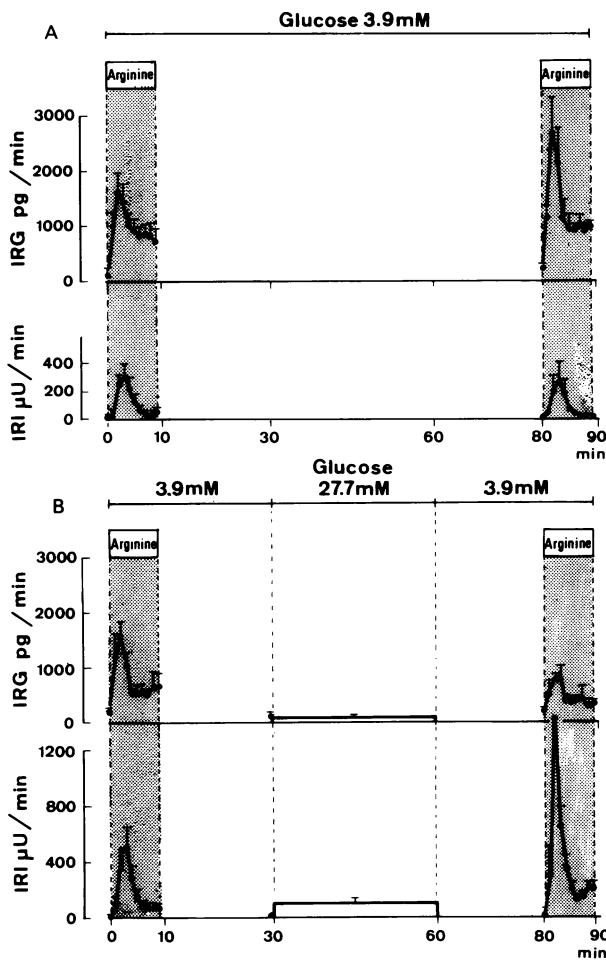 A
Glucose 3.9mM
Arginine Arginine
3000
2000
1000
0
IRG pg/min
400
200
0
IRI µU/min
0 10 30 60 80 90
min
B
Glucose
3.9mM 27.7mM 3.9mM
Arginine Arginine
3000
2000
1000
0
IRG pg/min
1200
800
400
0
IRI µU/min
0 10 30 60 80 90
min